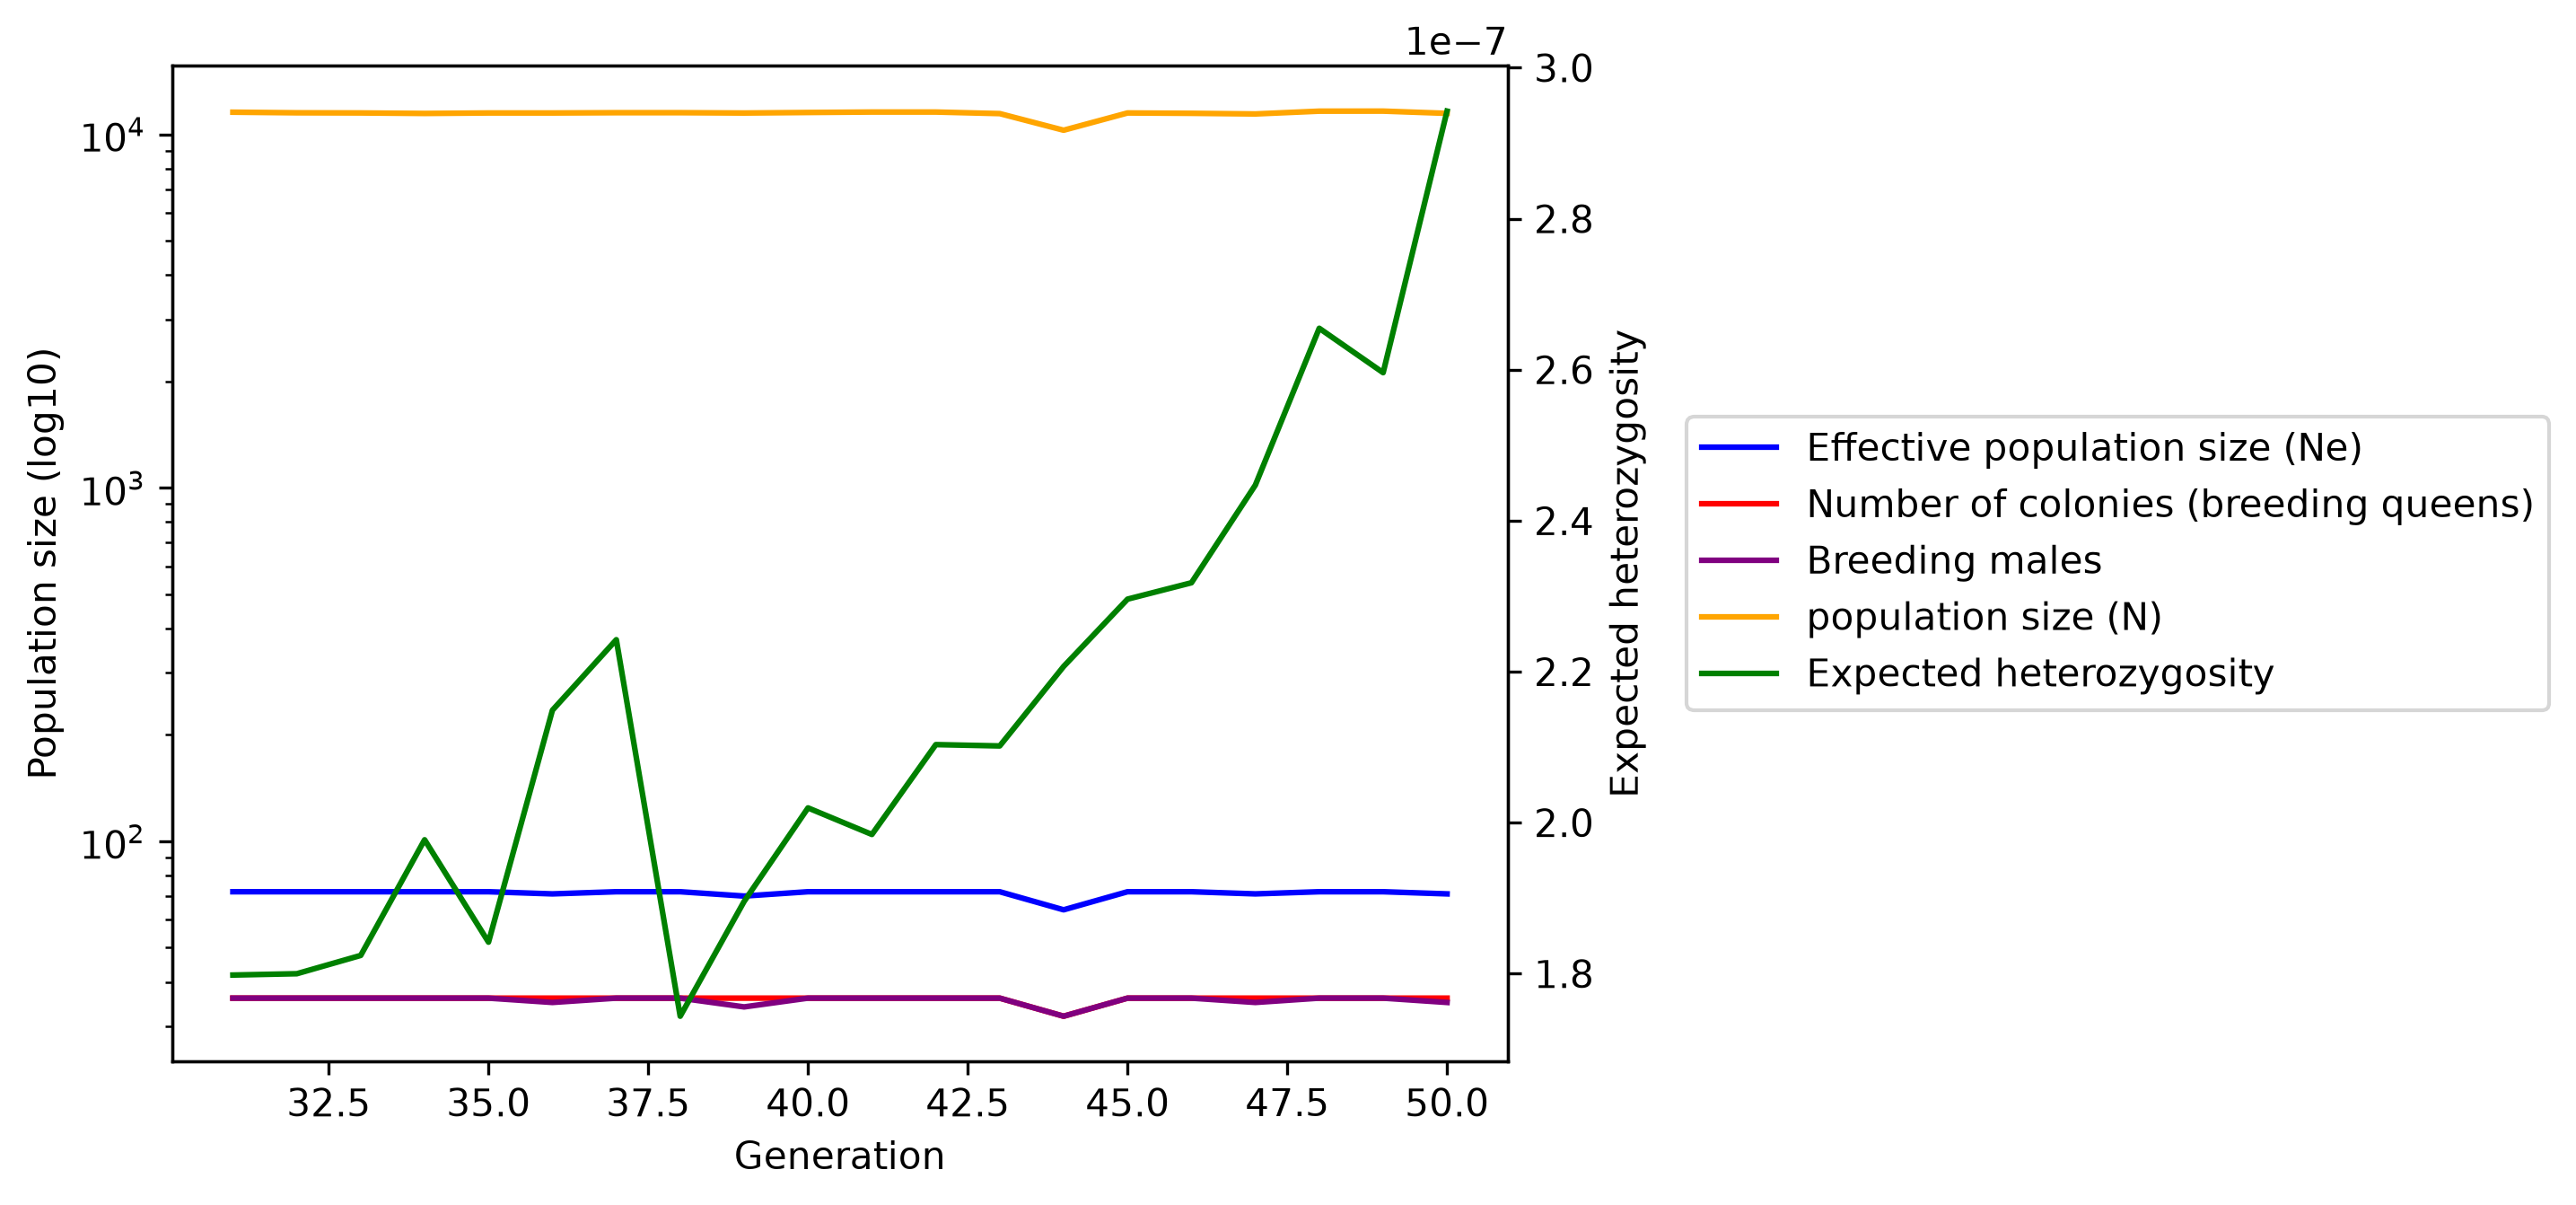 1e−7
Population size (log10)
10⁴
10³
10²
3.0
2.8
2.6
2.4
2.2
2.0
1.8
Expected heterozygosity
32.5 35.0 37.5 40.0 42.5 45.0 47.5 50.0
Generation
Effective population size (Ne)
Number of colonies (breeding queens)
Breeding males
population size (N)
Expected heterozygosity